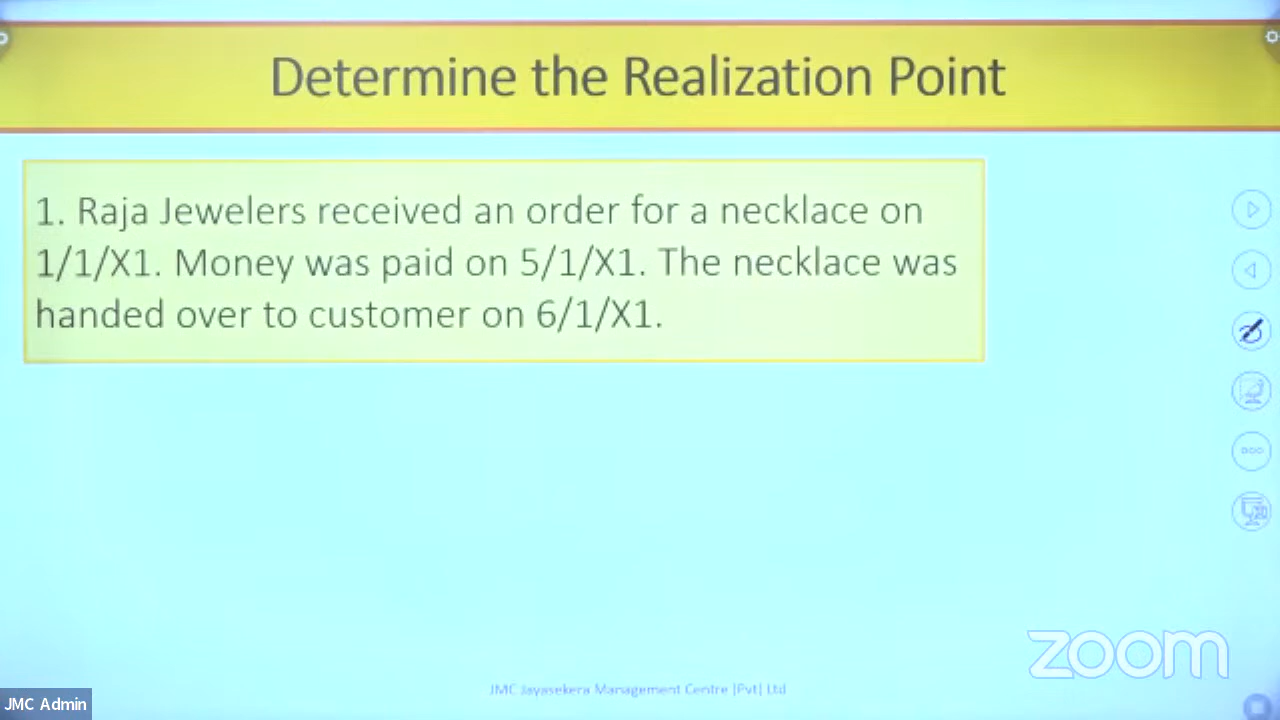 Determine the Realization Point
1. Raja Jewelers received an order for a necklace on
1/1/X1. Money was paid on 5/1/X1. The necklace was
handed over to customer on 6/1/X1.
zoom
JMC Jayasekera Management Centre (Pvt) Ltd
JMC Admin